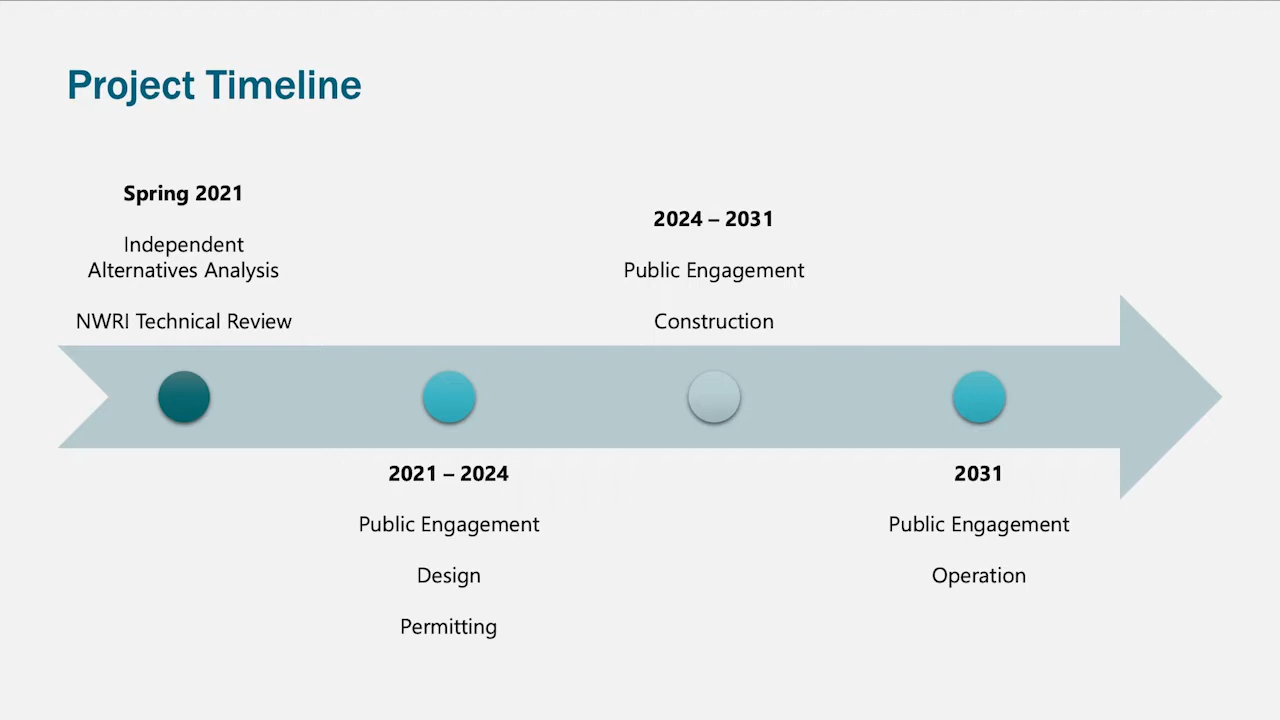 Project Timeline
Spring 2021
Independent
Alternatives Analysis
NWRI Technical Review
2021 – 2024
Public Engagement
Design
Permitting
2024 – 2031
Public Engagement
Construction
2031
Public Engagement
Operation